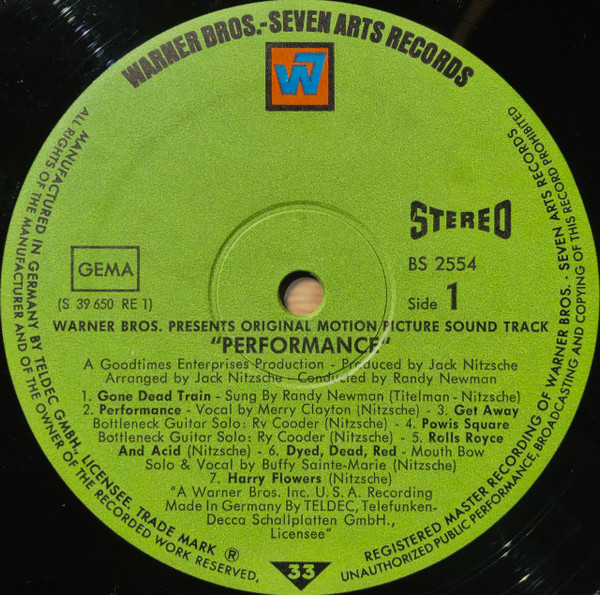 WARNER BROS.-SEVEN ARTS RECORDS
W7
STEREO
GEMA
BS 2554
(S 39 650 RE 1)
Side 1
WARNER BROS. PRESENTS ORIGINAL MOTION PICTURE SOUND TRACK
"PERFORMANCE"
A Goodtimes Enterprises Production - Produced by Jack Nitzsche
Arranged by Jack Nitzsche - Conducted by Randy Newman
1. Gone Dead Train - Sung By Randy Newman (Titelman - Nitzsche)
2. Performance - Vocal by Merry Clayton (Nitzsche) - 3. Get Away
Bottleneck Guitar Solo: Ry Cooder (Nitzsche) - 4. Powis Square
Bottleneck Guitar Solo: Ry Cooder (Nitzsche) - 5. Rolls Royce
And Acid (Nitzsche) - 6. Dyed, Dead, Red - Mouth Bow
Solo & Vocal by Buffy Sainte-Marie (Nitzsche)
7. Harry Flowers (Nitzsche)
"A Warner Bros. Inc. U. S. A. Recording
Made In Germany By TELDEC, Telefunken-
Decca Schallplatten GmbH.,
Licensee"
33
MANUFACTURED IN GERMANY BY TELDEC GMBH., LICENSEE. TRADE MARK ®
ALL RIGHTS OF THE MANUFACTURER AND OF THE OWNER OF THE RECORDED WORK RESERVED,
REGISTERED MASTER RECORDING OF WARNER BROS. - SEVEN ARTS RECORDS
UNAUTHORIZED PUBLIC PERFORMANCE, BROADCASTING AND COPYING OF THIS RECORD PROHIBITED